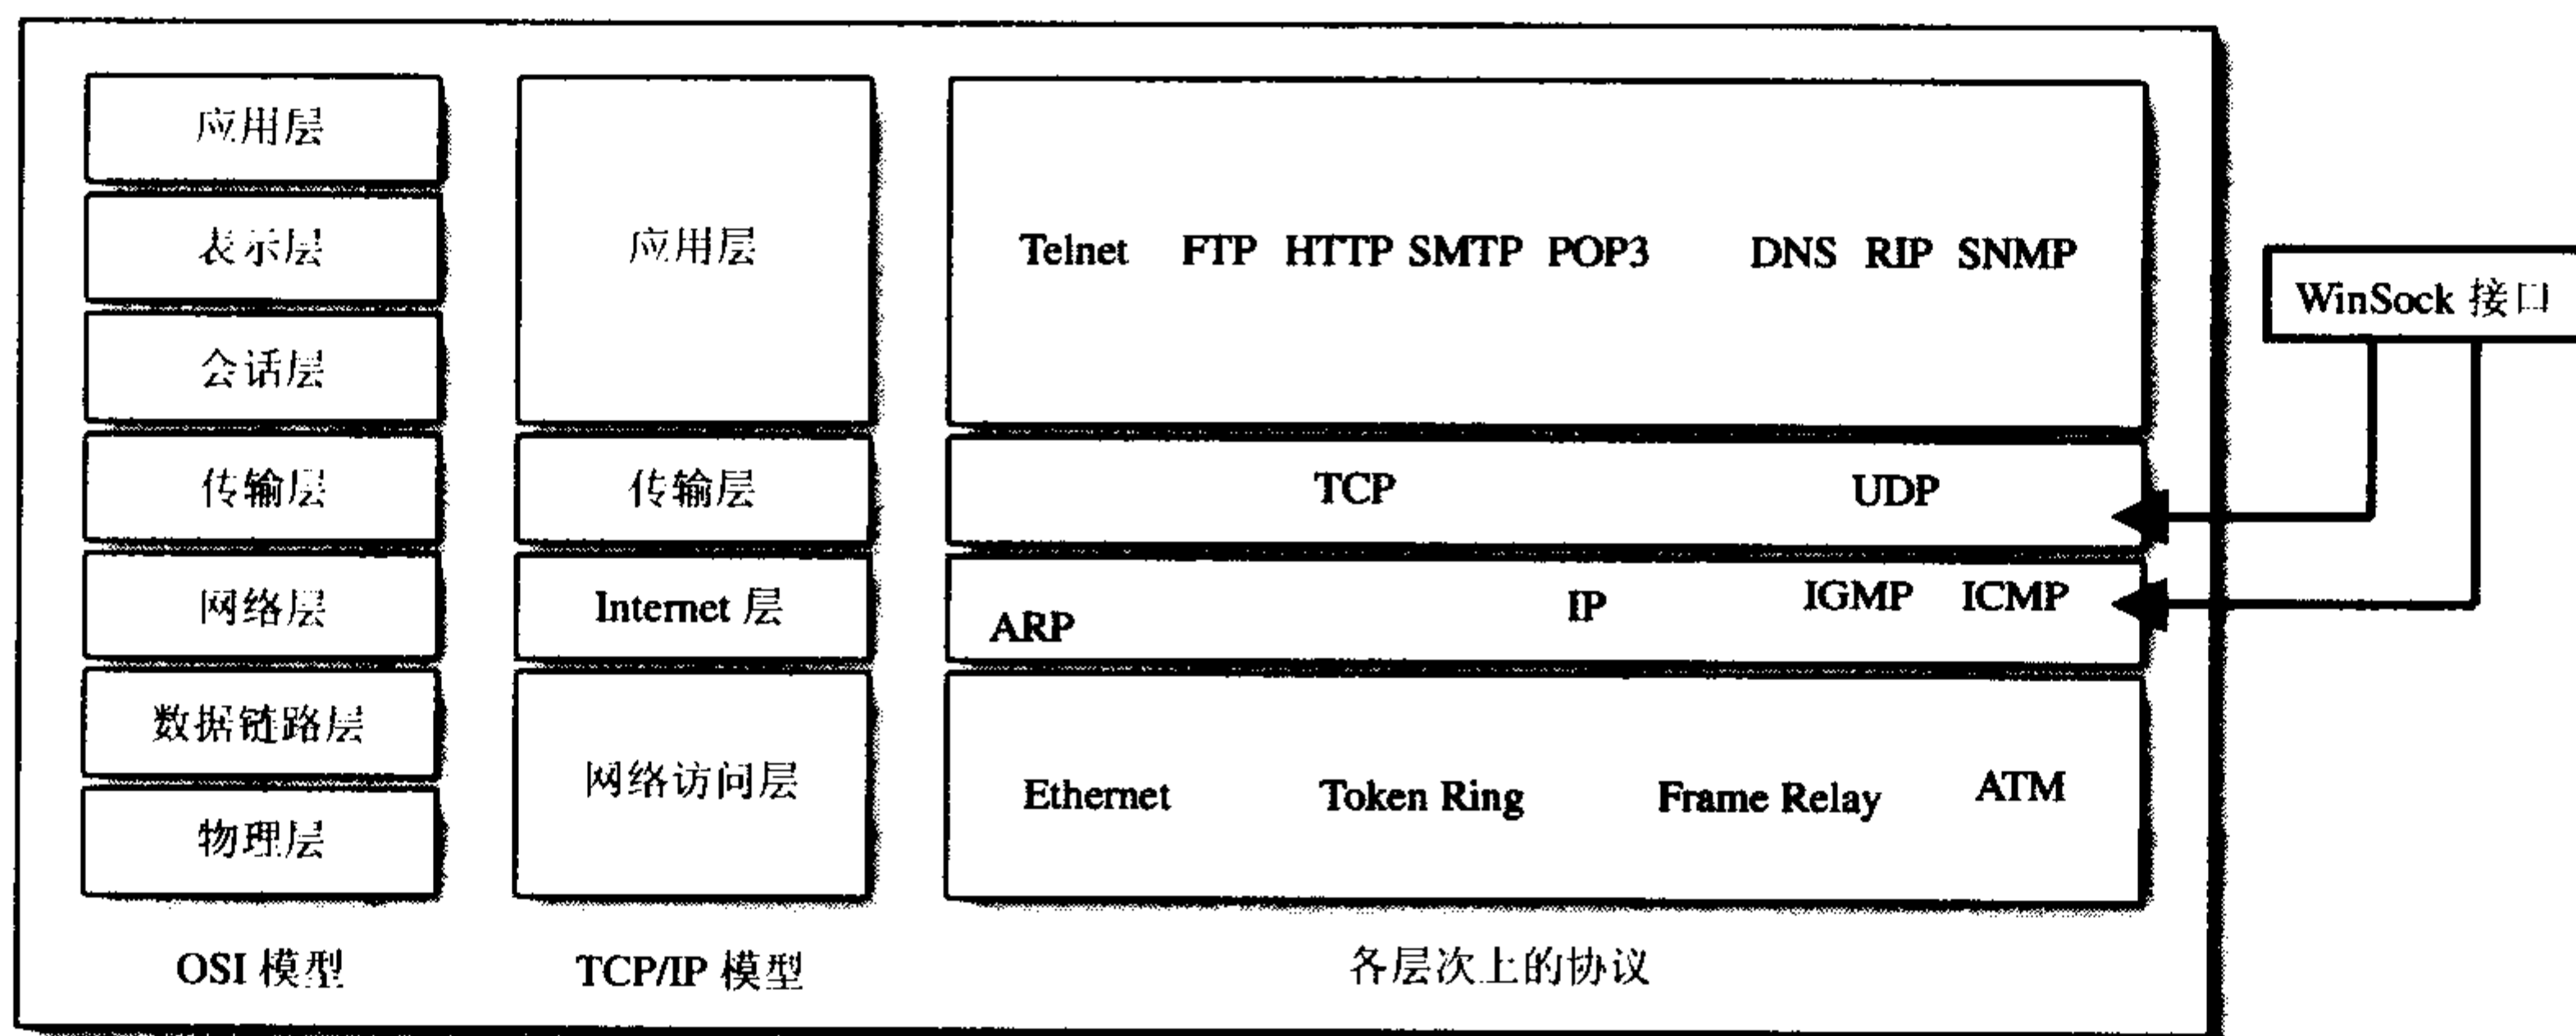 应用层
表示层
会话层
传输层
网络层
数据链路层
物理层
OSI 模型
应用层
传输层
Internet 层
网络访问层
TCP/IP 模型
Telnet FTP HTTP SMTP POP3 DNS RIP SNMP
TCP UDP
ARP IP IGMP ICMP
Ethernet Token Ring Frame Relay ATM
各层次上的协议
WinSock 接口